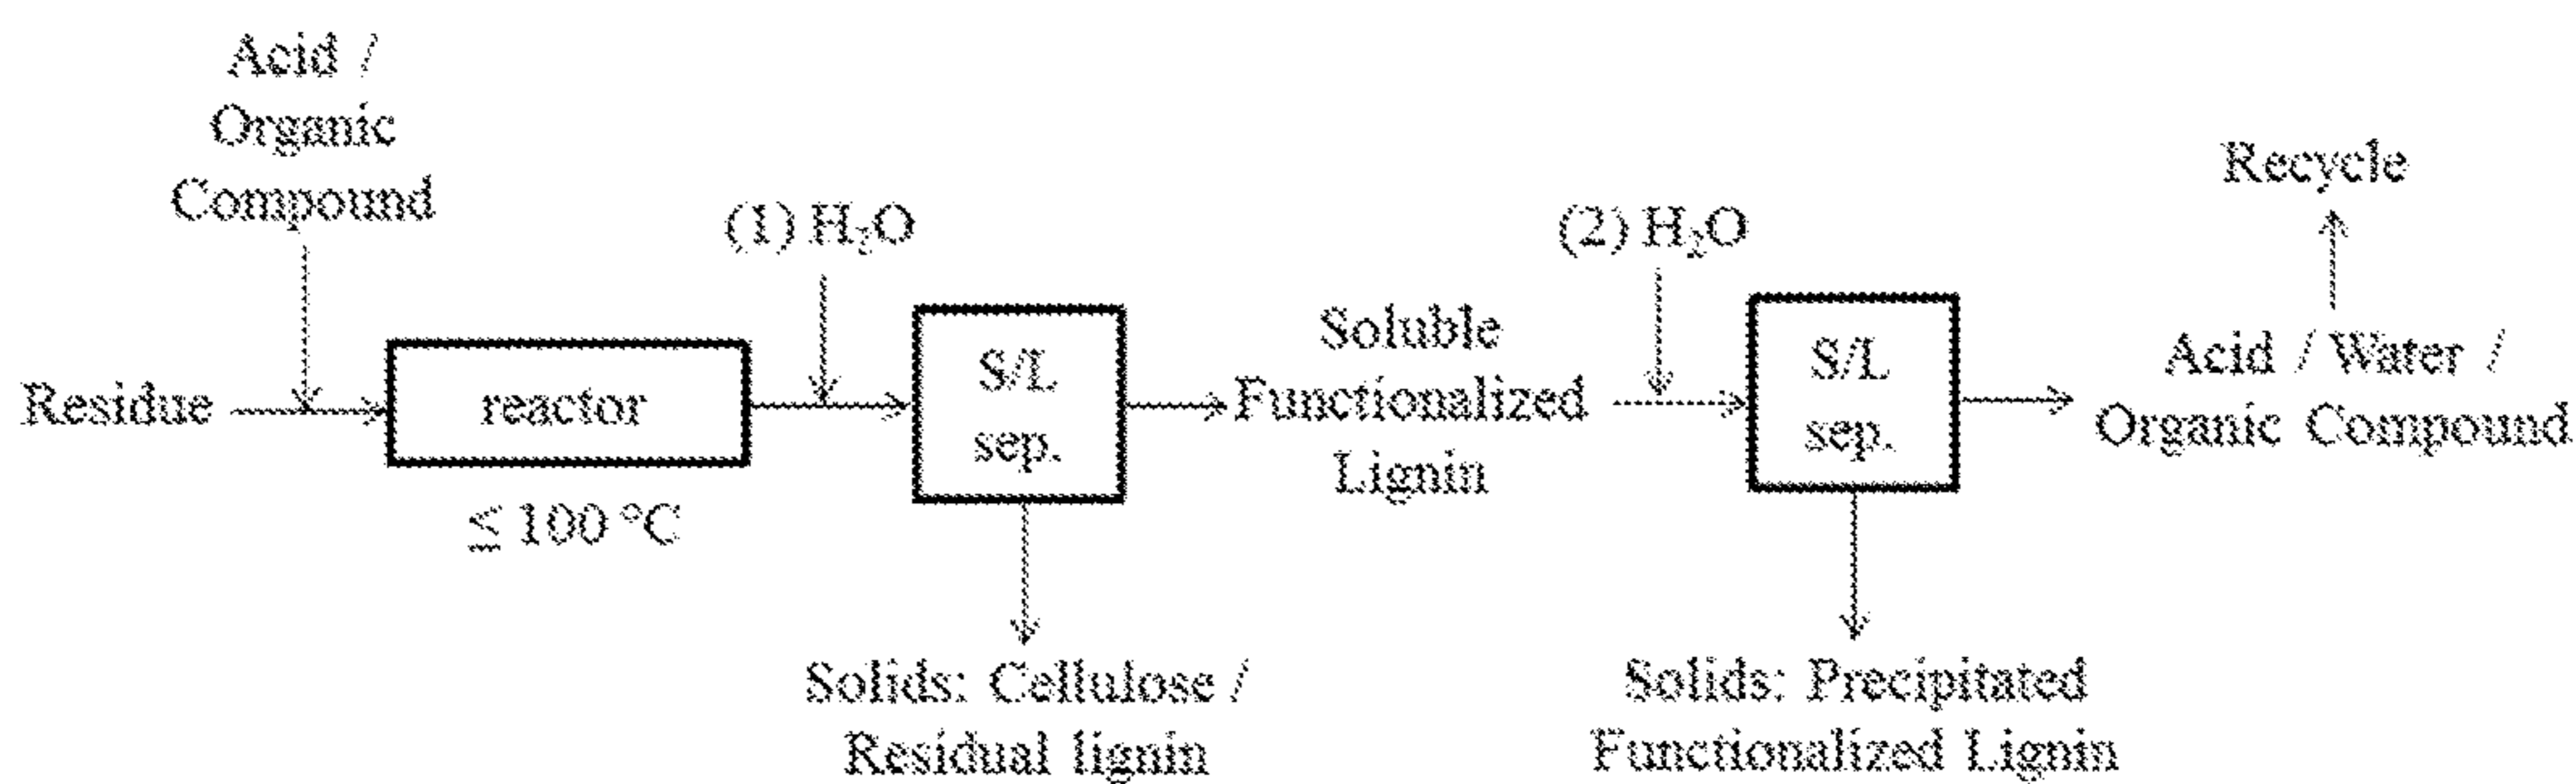 Acid /
Organic
Compound
Recycle
(1) H₂O
(2) H₂O
Residue
reactor
≤ 100 °C
S/L
sep.
Soluble
Functionalized
Lignin
S/L
sep.
Acid / Water /
Organic Compound
Solids: Cellulose /
Residual lignin
Solids: Precipitated
Functionalized Lignin